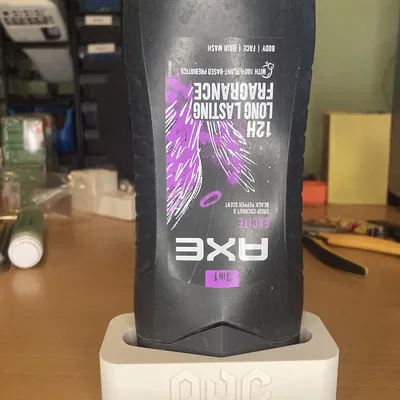 3in1
AXE
EXCITE
CRISP COCONUT &
BLACK PEPPER SCENT
12H
LONG LASTING
FRAGRANCE
WITH 100% PLANT-BASED PREBIOTICS
BODY | FACE | HAIR WASH